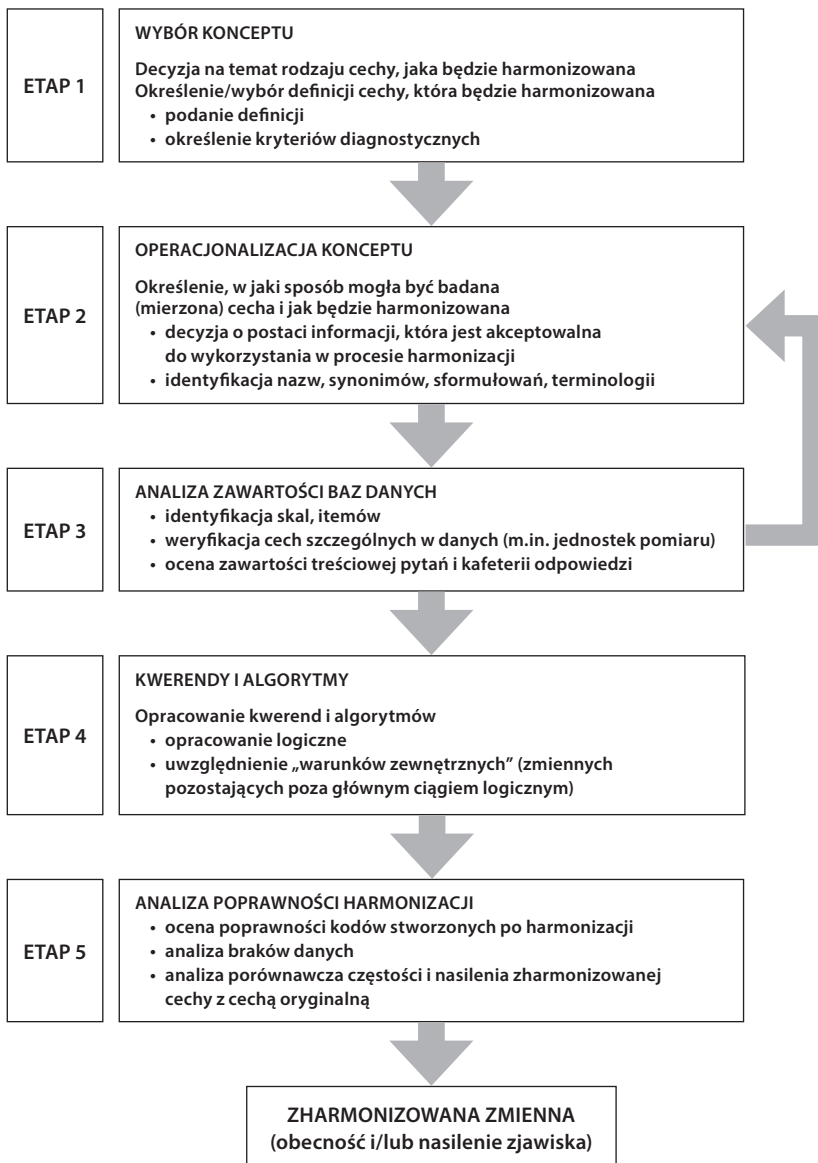 ETAP 1
WYBÓR KONCEPTU
Decyzja na temat rodzaju cechy, jaka będzie harmonizowana
Określenie/wybór definicji cechy, która będzie harmonizowana
• podanie definicji
• określenie kryteriów diagnostycznych
ETAP 2
OPERACJONALIZACJA KONCEPTU
Określenie, w jaki sposób mogła być badana
(mierzona) cecha i jak będzie harmonizowana
• decyzja o postaci informacji, która jest akceptowalna
do wykorzystania w procesie harmonizacji
• identyfikacja nazw, synonimów, sformułowań, terminologii
ETAP 3
ANALIZA ZAWARTOŚCI BAZ DANYCH
• identyfikacja skal, itemów
• weryfikacja cech szczególnych w danych (m.in. jednostek pomiaru)
• ocena zawartości treściowej pytań i kafeterii odpowiedzi
ETAP 4
KWERENDY I ALGORYTMY
Opracowanie kwerend i algorytmów
• opracowanie logiczne
• uwzględnienie „warunków zewnętrznych” (zmiennych
pozostających poza głównym ciągiem logicznym)
ETAP 5
ANALIZA POPRAWNOŚCI HARMONIZACJI
• ocena poprawności kodów stworzonych po harmonizacji
• analiza braków danych
• analiza porównawcza częstości i nasilenia zharmonizowanej
cechy z cechą oryginalną
ZHARMONIZOWANA ZMIENNA
(obecność i/lub nasilenie zjawiska)